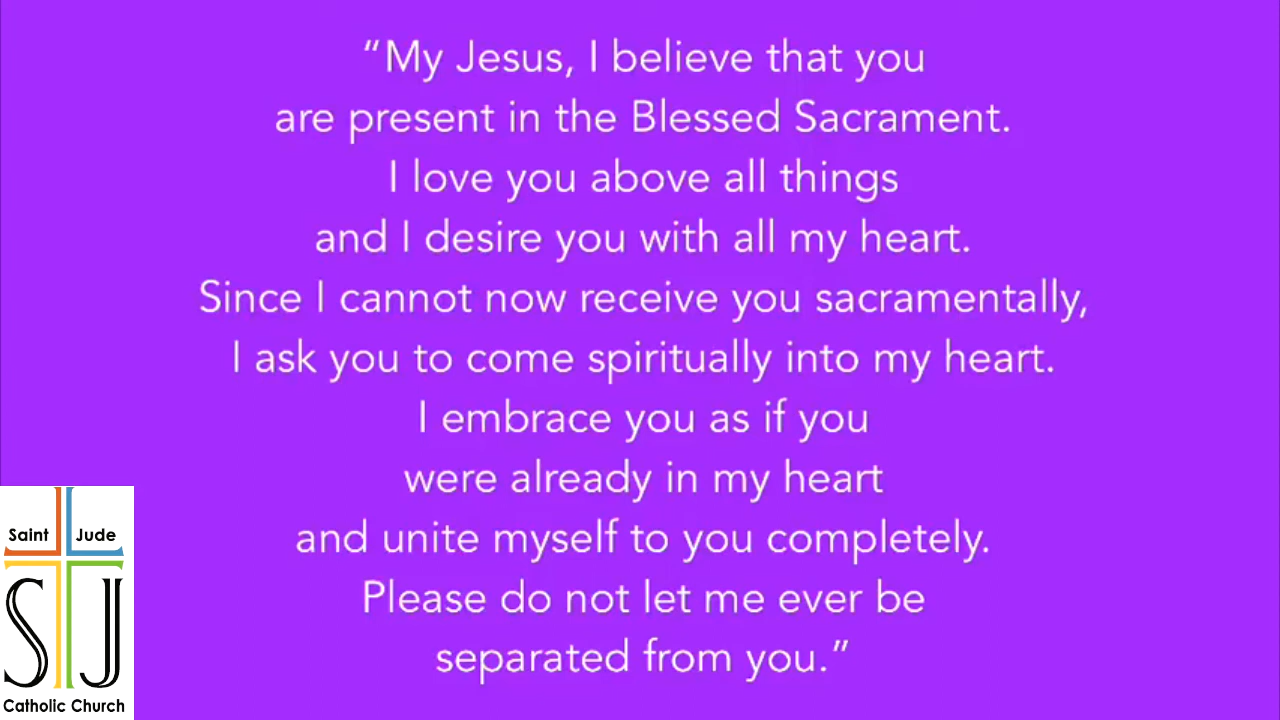 “My Jesus, I believe that you
are present in the Blessed Sacrament.
I love you above all things
and I desire you with all my heart.
Since I cannot now receive you sacramentally,
I ask you to come spiritually into my heart.
I embrace you as if you
were already in my heart
and unite myself to you completely.
Please do not let me ever be
separated from you.”
Saint Jude
SJ
Catholic Church